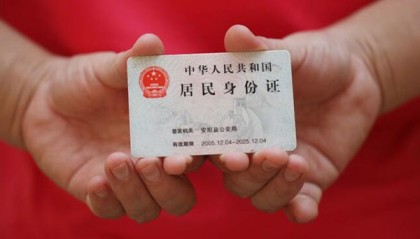 中华人民共和国
居民身份证
签发机关 安阳县公安局
有效期限 2005.12.04-2025.12.04